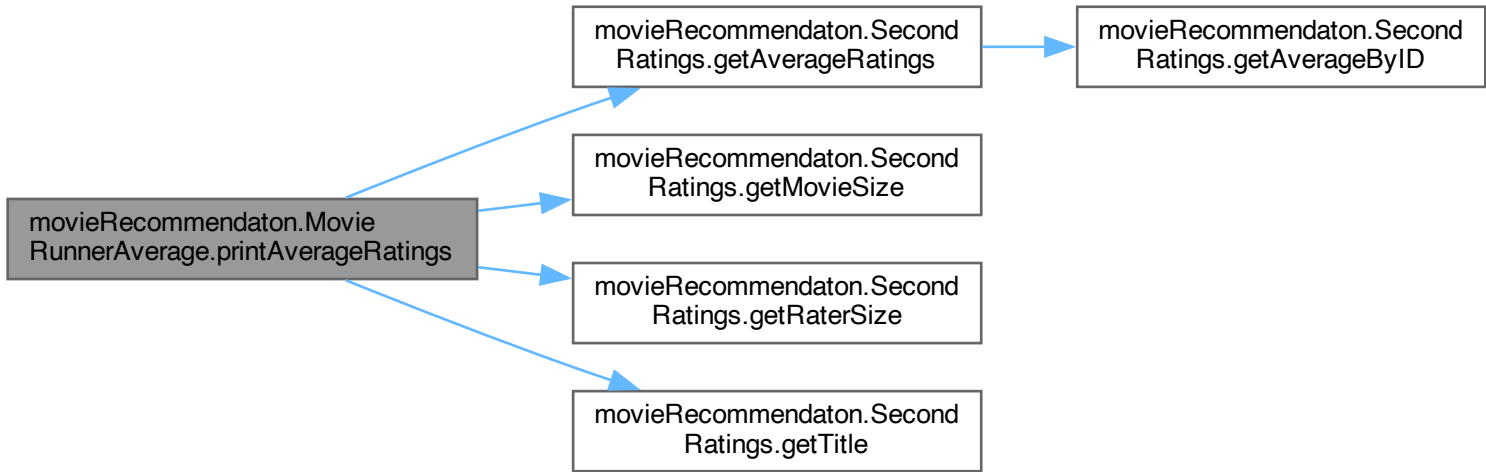 movieRecommendaton.Second
Ratings.getAverageRatings
movieRecommendaton.Second
Ratings.getAverageByID
movieRecommendaton.Second
Ratings.getMovieSize
movieRecommendaton.Movie
RunnerAverage.printAverageRatings
movieRecommendaton.Second
Ratings.getRaterSize
movieRecommendaton.Second
Ratings.getTitle